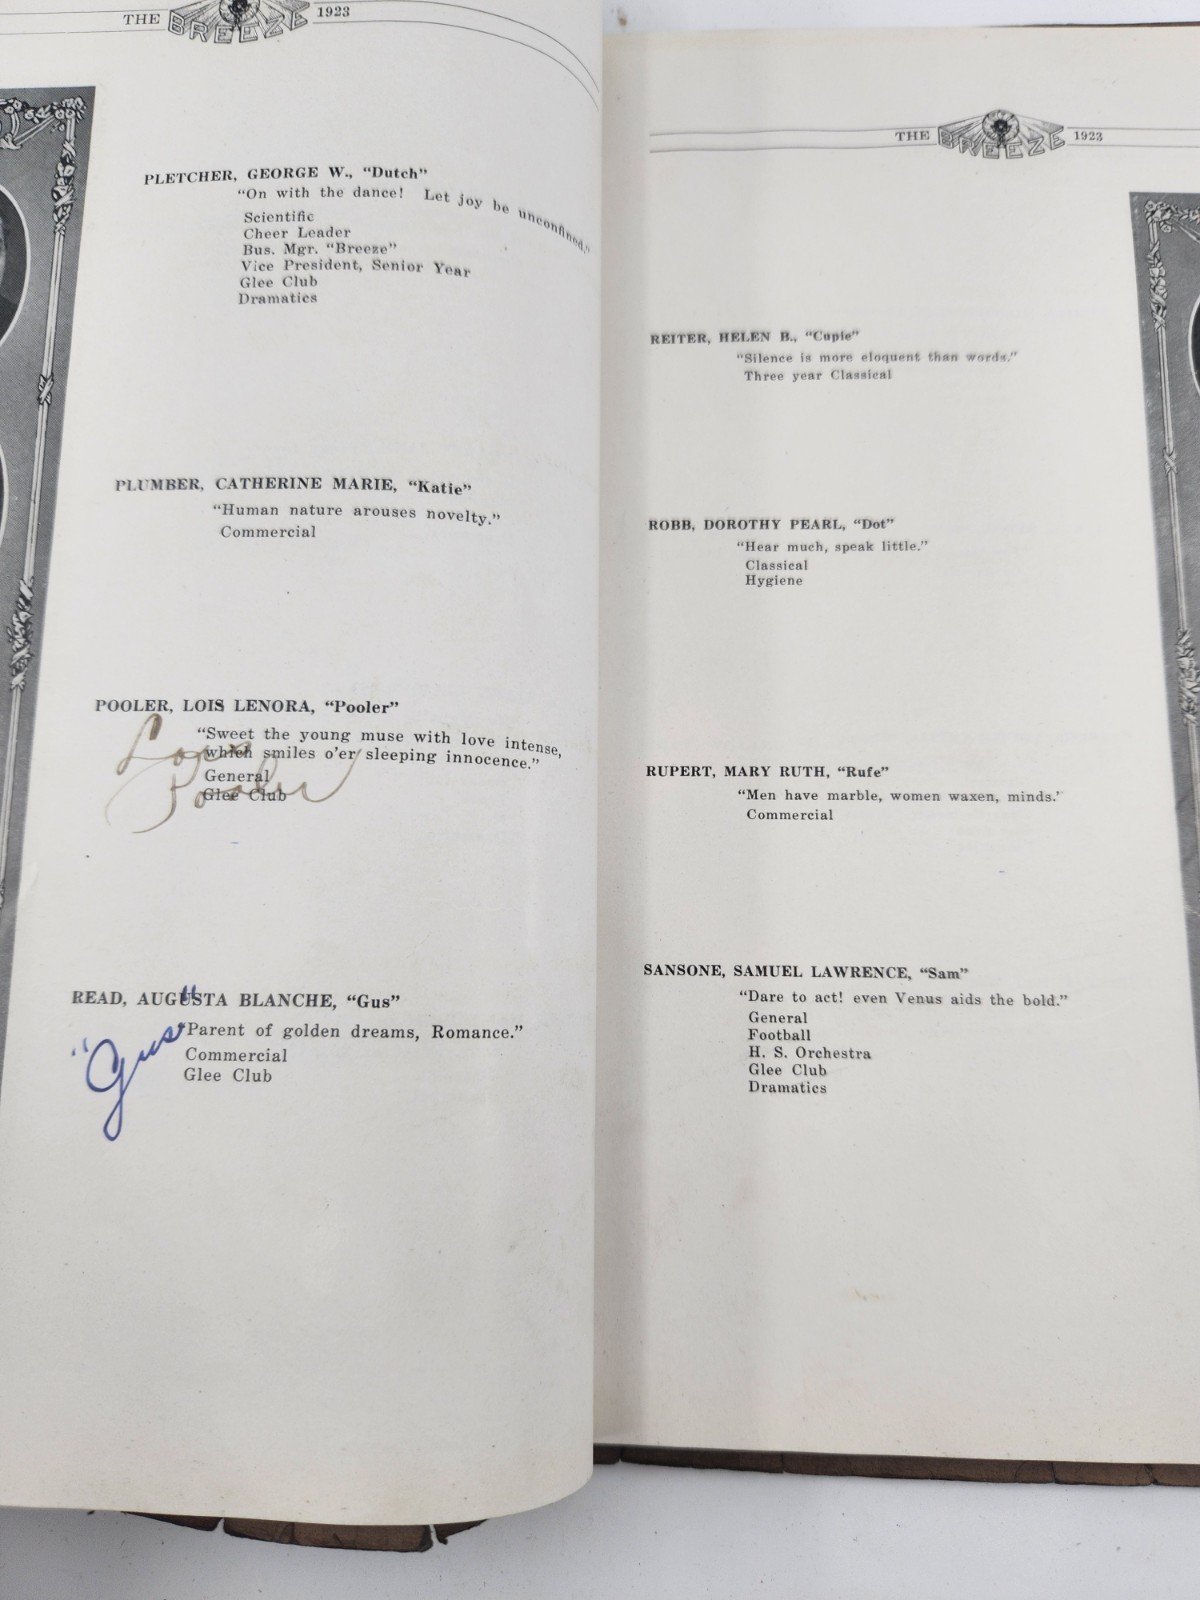 THE BREEZE 1923
PLETCHER, GEORGE W., "Dutch"
"On with the dance! Let joy be unconfined."
Scientific
Cheer Leader
Bus. Mgr. "Breeze"
Vice President, Senior Year
Glee Club
Dramatics
PLUMBER, CATHERINE MARIE, "Katie"
"Human nature arouses novelty."
Commercial
POOLER, LOIS LENORA, "Pooler"
"Sweet the young muse with love intense,
which smiles o'er sleeping innocence."
General
Glee Club
Lois
Pooler
READ, AUGUSTA BLANCHE, "Gus"
"Parent of golden dreams, Romance."
Commercial
Glee Club
"Gus"
THE BREEZE 1923
REITER, HELEN B., "Cupie"
"Silence is more eloquent than words."
Three year Classical
ROBB, DOROTHY PEARL, "Dot"
"Hear much, speak little."
Classical
Hygiene
RUPERT, MARY RUTH, "Rufe"
"Men have marble, women waxen, minds.'
Commercial
SANSONE, SAMUEL LAWRENCE, "Sam"
"Dare to act! even Venus aids the bold."
General
Football
H. S. Orchestra
Glee Club
Dramatics